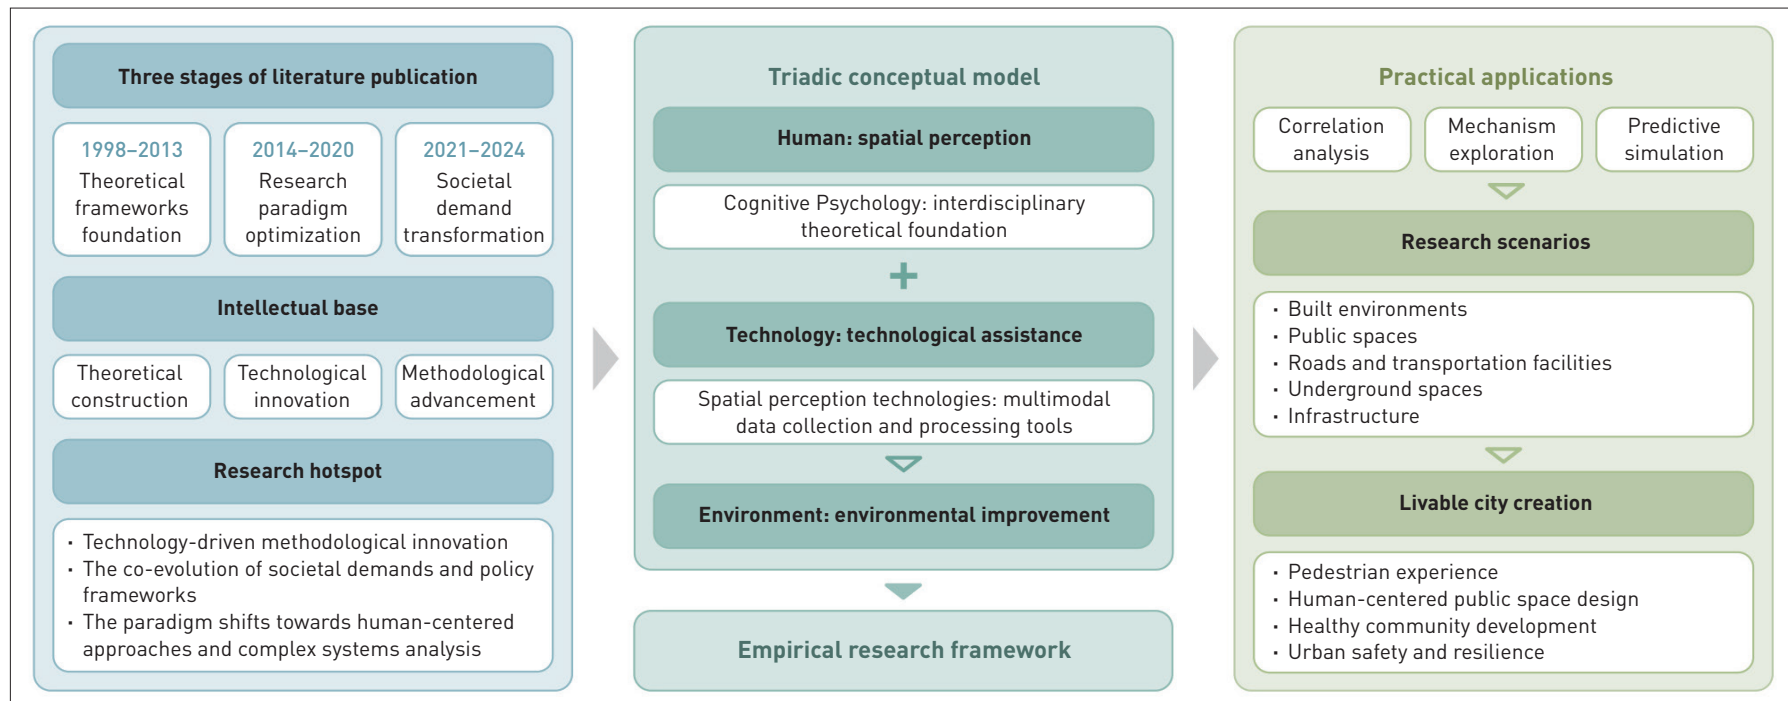 Three stages of literature publication
1998–2013
Theoretical
frameworks
foundation
2014–2020
Research
paradigm
optimization
2021–2024
Societal
demand
transformation
Intellectual base
Theoretical
construction
Technological
innovation
Methodological
advancement
Research hotspot
· Technology-driven methodological innovation
· The co-evolution of societal demands and policy
frameworks
· The paradigm shifts towards human-centered
approaches and complex systems analysis
Triadic conceptual model
Human: spatial perception
Cognitive Psychology: interdisciplinary
theoretical foundation
+
Technology: technological assistance
Spatial perception technologies: multimodal
data collection and processing tools
Environment: environmental improvement
Empirical research framework
Practical applications
Correlation
analysis
Mechanism
exploration
Predictive
simulation
Research scenarios
· Built environments
· Public spaces
· Roads and transportation facilities
· Underground spaces
· Infrastructure
Livable city creation
· Pedestrian experience
· Human-centered public space design
· Healthy community development
· Urban safety and resilience